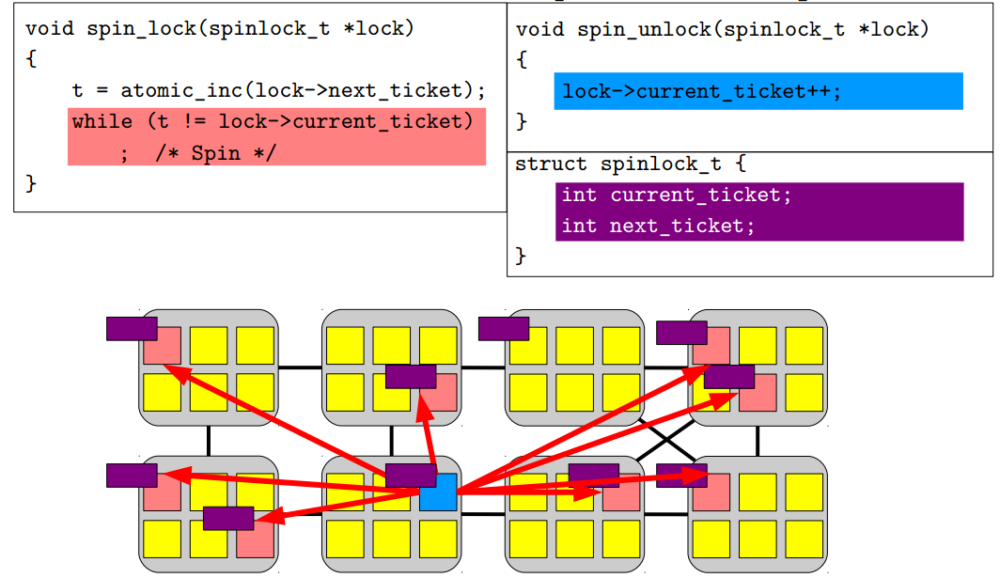 void spin_lock(spinlock_t *lock)
{
t = atomic_inc(lock->next_ticket);
while (t != lock->current_ticket)
; /* Spin */
}
void spin_unlock(spinlock_t *lock)
{
lock->current_ticket++;
}
struct spinlock_t {
int current_ticket;
int next_ticket;
}